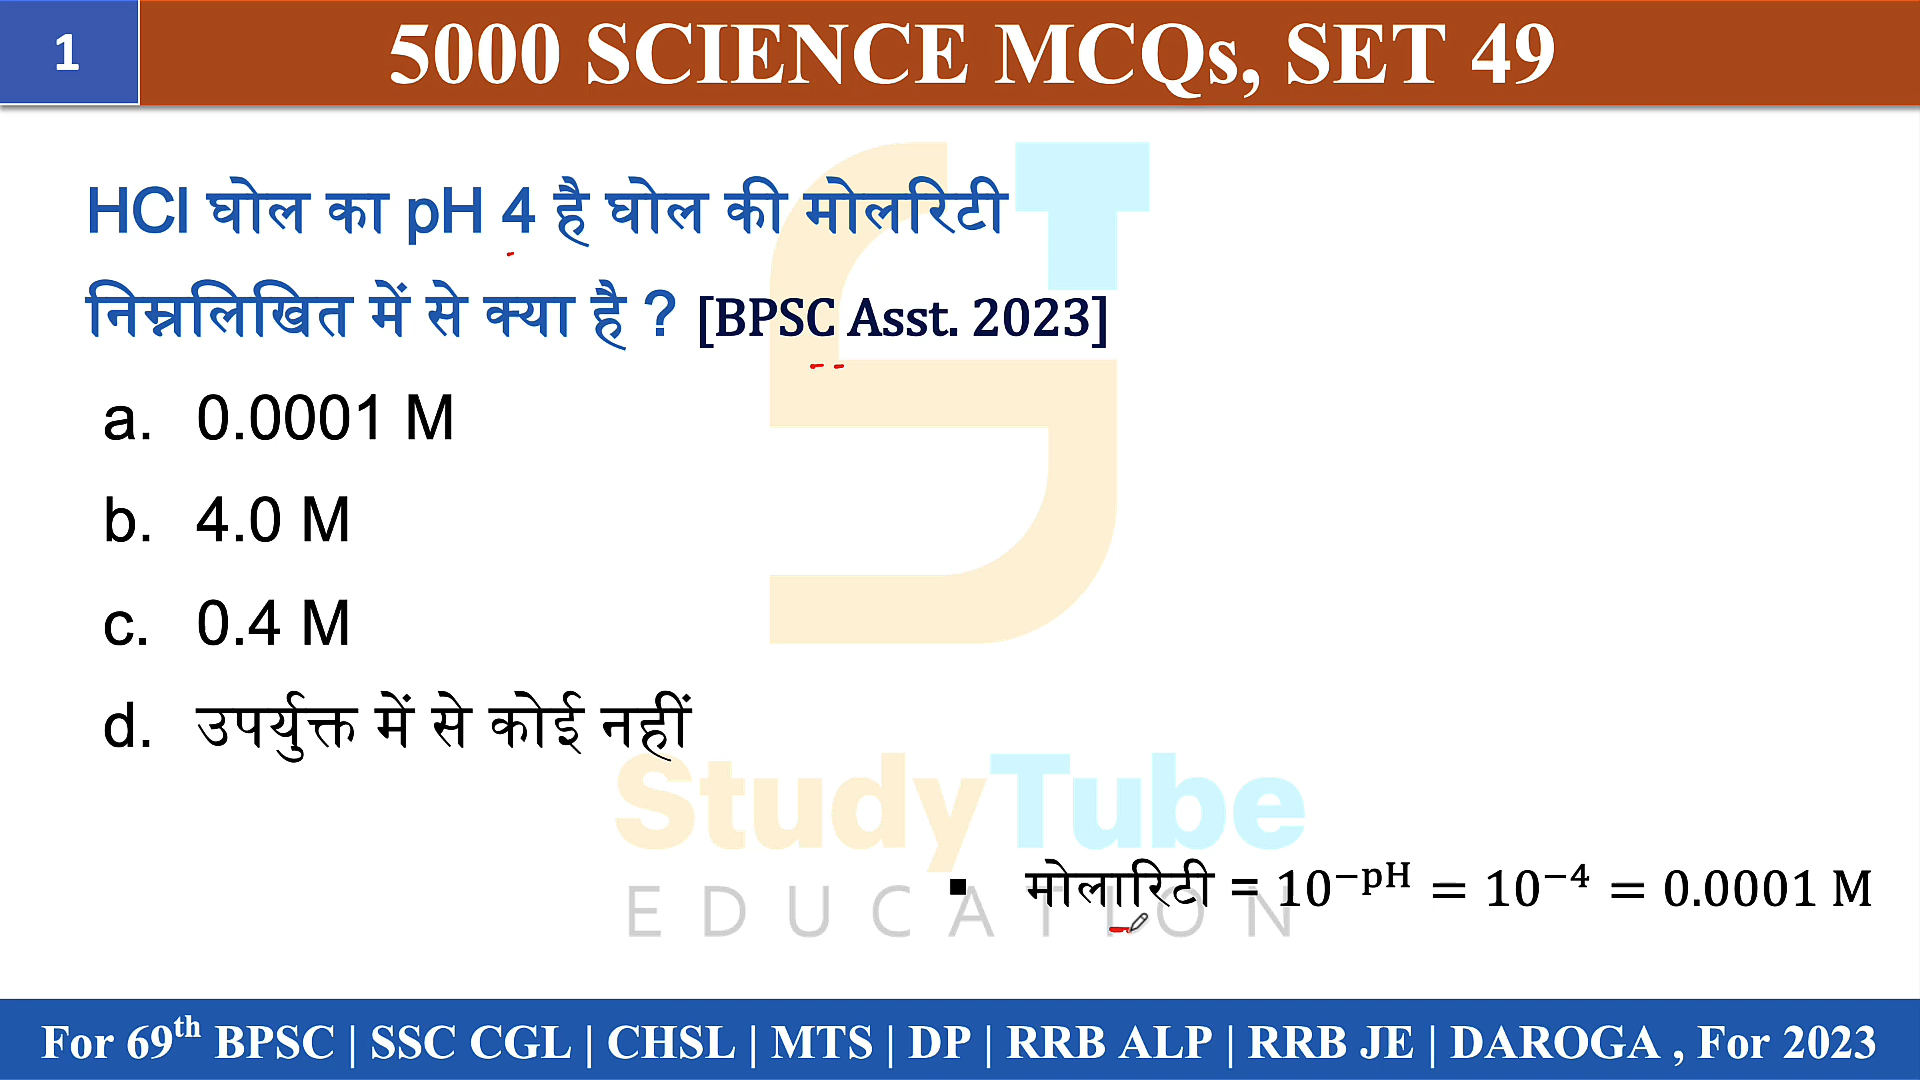 1
5000 SCIENCE MCQs, SET 49
HCl घोल का pH 4 है घोल की मोलरिटी
निम्नलिखित में से क्या है ? [BPSC Asst. 2023]
a. 0.0001 M
b. 4.0 M
c. 0.4 M
d. उपर्युक्त में से कोई नहीं
StudyTube
EDUCATION
▪ मोलारिटी = 10⁻ᵖᴴ = 10⁻⁴ = 0.0001 M
For 69th BPSC | SSC CGL | CHSL | MTS | DP | RRB ALP | RRB JE | DAROGA , For 2023